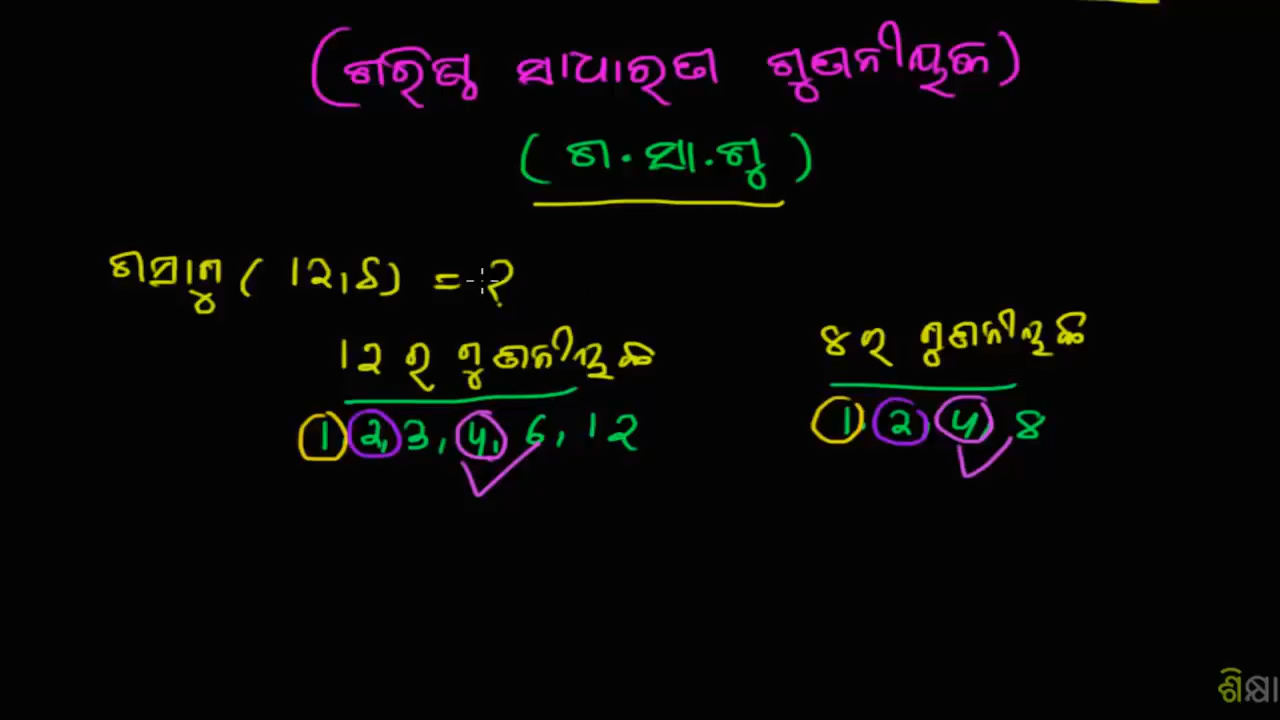 (ଗରିଷ୍ଠ ସାଧାରଣ ଗୁଣନୀୟକ)
(ଗ.ସା.ଗୁ)
ଗସାଗୁ (12,8) = ?
12 ର ଗୁଣନୀୟକ
8ର ଗୁଣନୀୟକ
1 2, 3, 4, 6, 12
1, 2 4, 8
ଶିକ୍ଷା